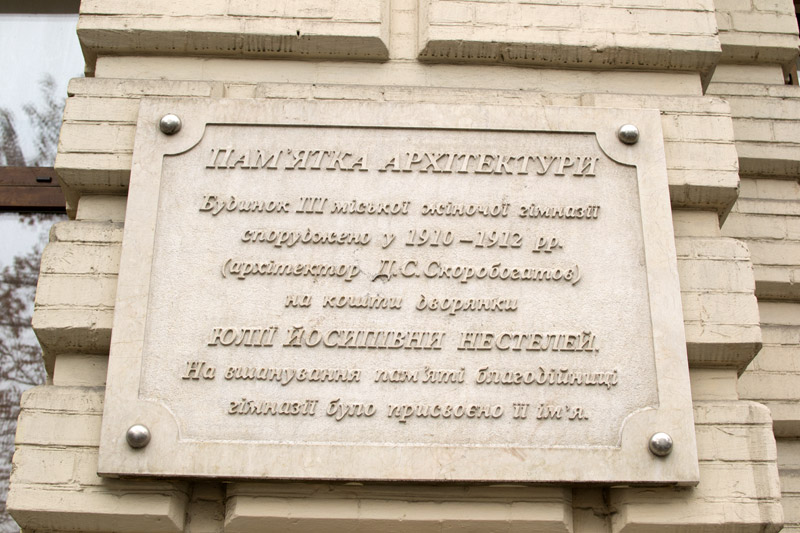 ПАМ'ЯТКА АРХІТЕКТУРИ
Будинок III міської жіночої гімназії
споруджено у 1910–1912 рр.
(архітектор Д.С.Скоробогатов)
на кошти дворянки
ЮЛІЇ ЙОСИПІВНИ НЕСТЕЛЕЙ.
На вшанування пам'яті благодійниці
гімназії було присвоєно її ім'я.